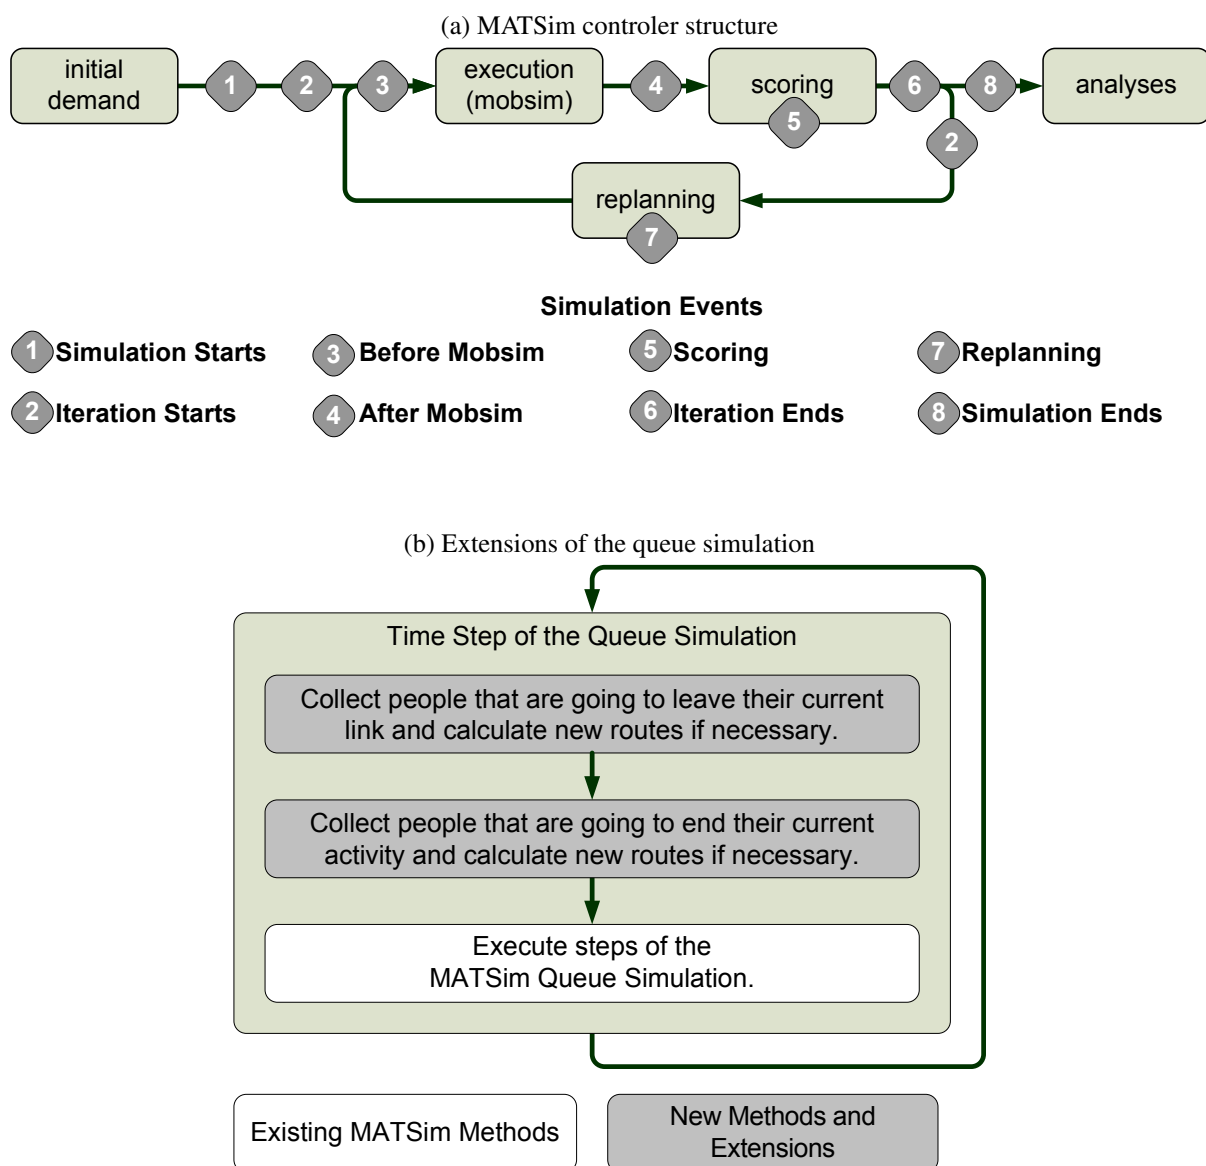 (a) MATSim controler structure
initial
demand
1
2
3
execution
(mobsim)
4
scoring
5
6
8
analyses
2
replanning
7
Simulation Events
1 Simulation Starts
3 Before Mobsim
5 Scoring
7 Replanning
2 Iteration Starts
4 After Mobsim
6 Iteration Ends
8 Simulation Ends
(b) Extensions of the queue simulation
Time Step of the Queue Simulation
Collect people that are going to leave their current
link and calculate new routes if necessary.
Collect people that are going to end their current
activity and calculate new routes if necessary.
Execute steps of the
MATSim Queue Simulation.
Existing MATSim Methods
New Methods and
Extensions